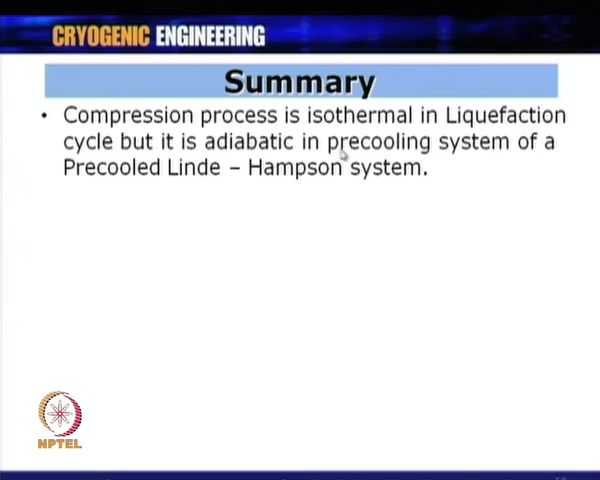 CRYOGENIC ENGINEERING
Summary
• Compression process is isothermal in Liquefaction
cycle but it is adiabatic in precooling system of a
Precooled Linde – Hampson system.
NPTEL